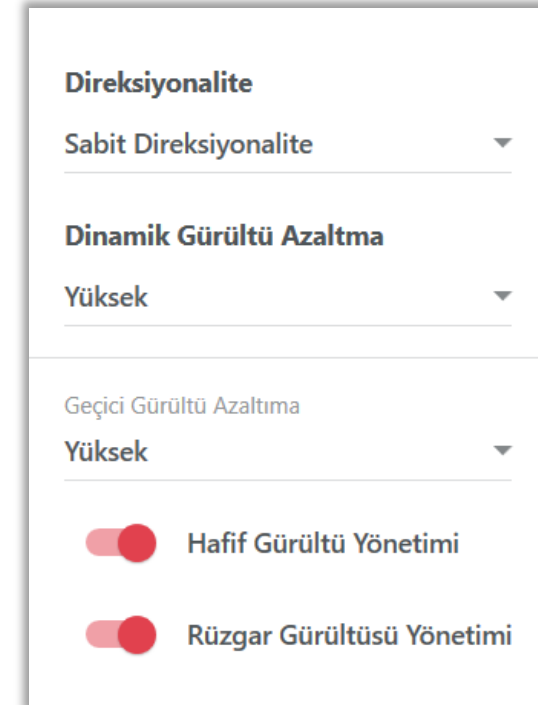 Direksiyonalite
Sabit Direksiyonalite
Dinamik Gürültü Azaltma
Yüksek
Geçici Gürültü Azaltıma
Yüksek
Hafif Gürültü Yönetimi
Rüzgar Gürültüsü Yönetimi